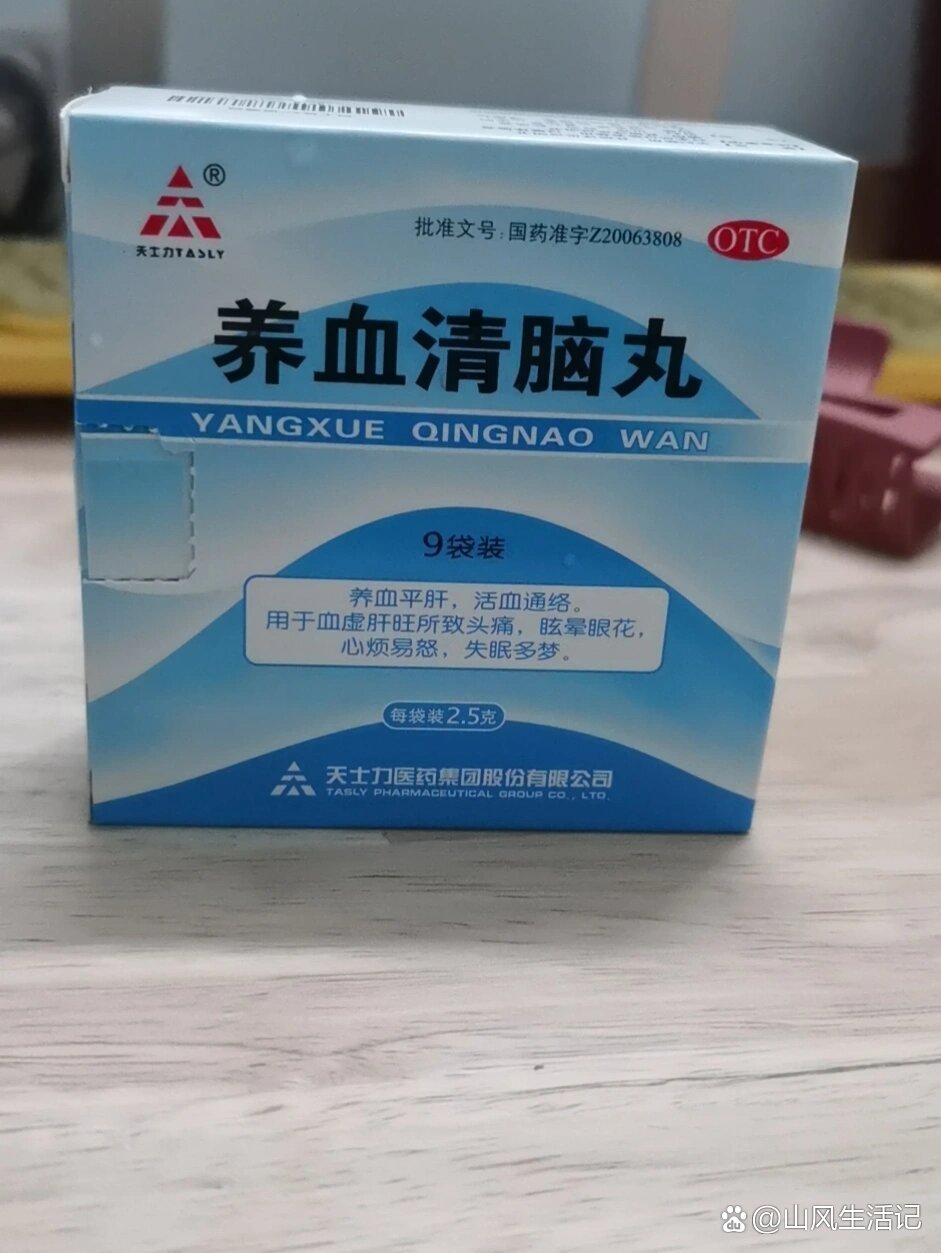 ®
天士力TASLY
批准文号:国药准字Z20063808
OTC
养血清脑丸
YANGXUE QINGNAO WAN
9袋装
养血平肝，活血通络。
用于血虚肝旺所致头痛，眩晕眼花，
心烦易怒，失眠多梦。
每袋装2.5克
天士力医药集团股份有限公司
TASLY PHARMACEUTICAL GROUP CO., LTD.
du @山风生活记